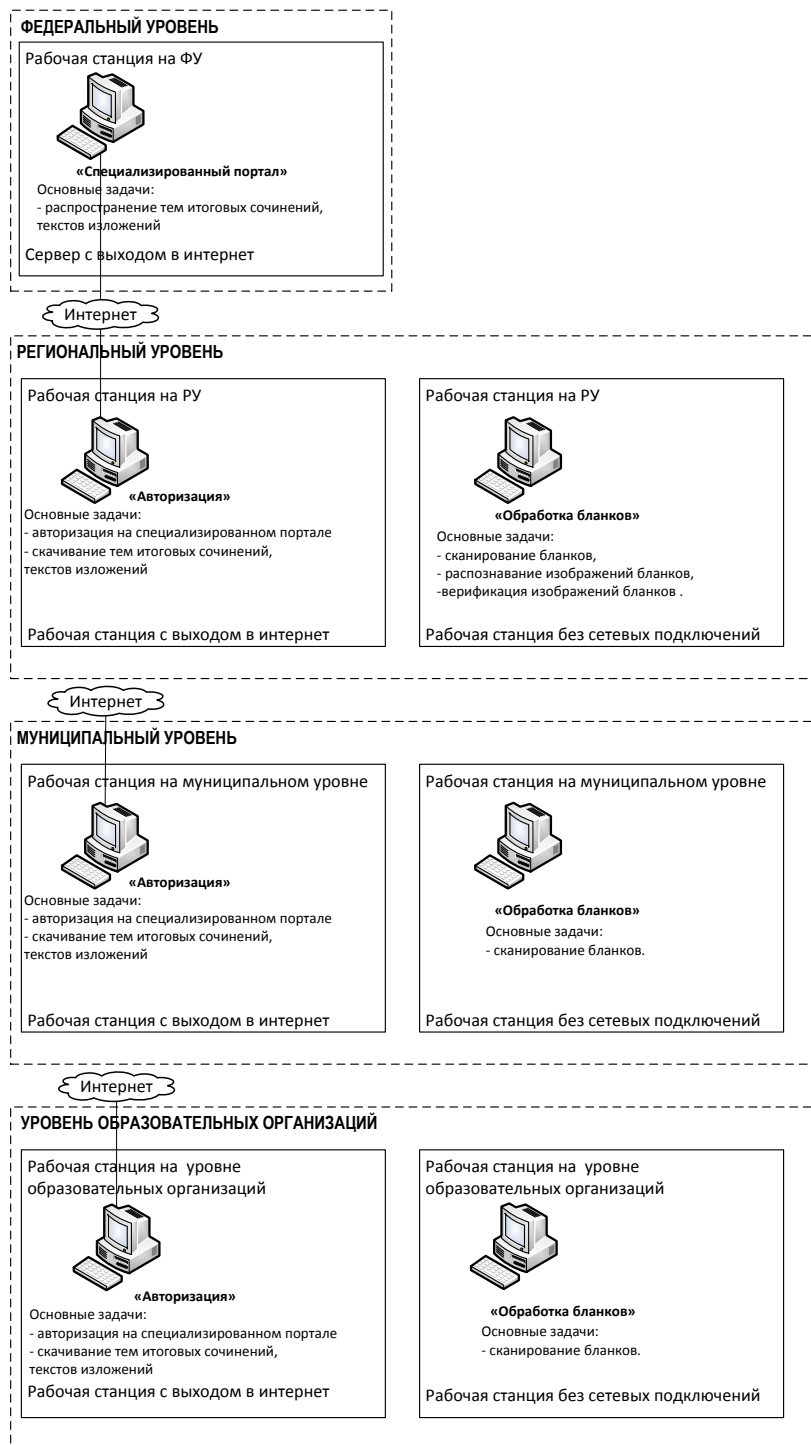 ФЕДЕРАЛЬНЫЙ УРОВЕНЬ
Рабочая станция на ФУ
«Специализированный портал»
Основные задачи:
- распространение тем итоговых сочинений,
текстов изложений
Сервер с выходом в интернет
Интернет
РЕГИОНАЛЬНЫЙ УРОВЕНЬ
Рабочая станция на РУ
«Авторизация»
Основные задачи:
- авторизация на специализированном портале
- скачивание тем итоговых сочинений,
текстов изложений
Рабочая станция с выходом в интернет
Рабочая станция на РУ
«Обработка бланков»
Основные задачи:
- сканирование бланков,
- распознавание изображений бланков,
-верификация изображений бланков .
Рабочая станция без сетевых подключений
Интернет
МУНИЦИПАЛЬНЫЙ УРОВЕНЬ
Рабочая станция на муниципальном уровне
«Авторизация»
Основные задачи:
- авторизация на специализированном портале
- скачивание тем итоговых сочинений,
текстов изложений
Рабочая станция с выходом в интернет
Рабочая станция на муниципальном уровне
«Обработка бланков»
Основные задачи:
- сканирование бланков.
Рабочая станция без сетевых подключений
Интернет
УРОВЕНЬ ОБРАЗОВАТЕЛЬНЫХ ОРГАНИЗАЦИЙ
Рабочая станция на уровне
образовательных организаций
«Авторизация»
Основные задачи:
- авторизация на специализированном портале
- скачивание тем итоговых сочинений,
текстов изложений
Рабочая станция с выходом в интернет
Рабочая станция на уровне
образовательных организаций
«Обработка бланков»
Основные задачи:
- сканирование бланков.
Рабочая станция без сетевых подключений